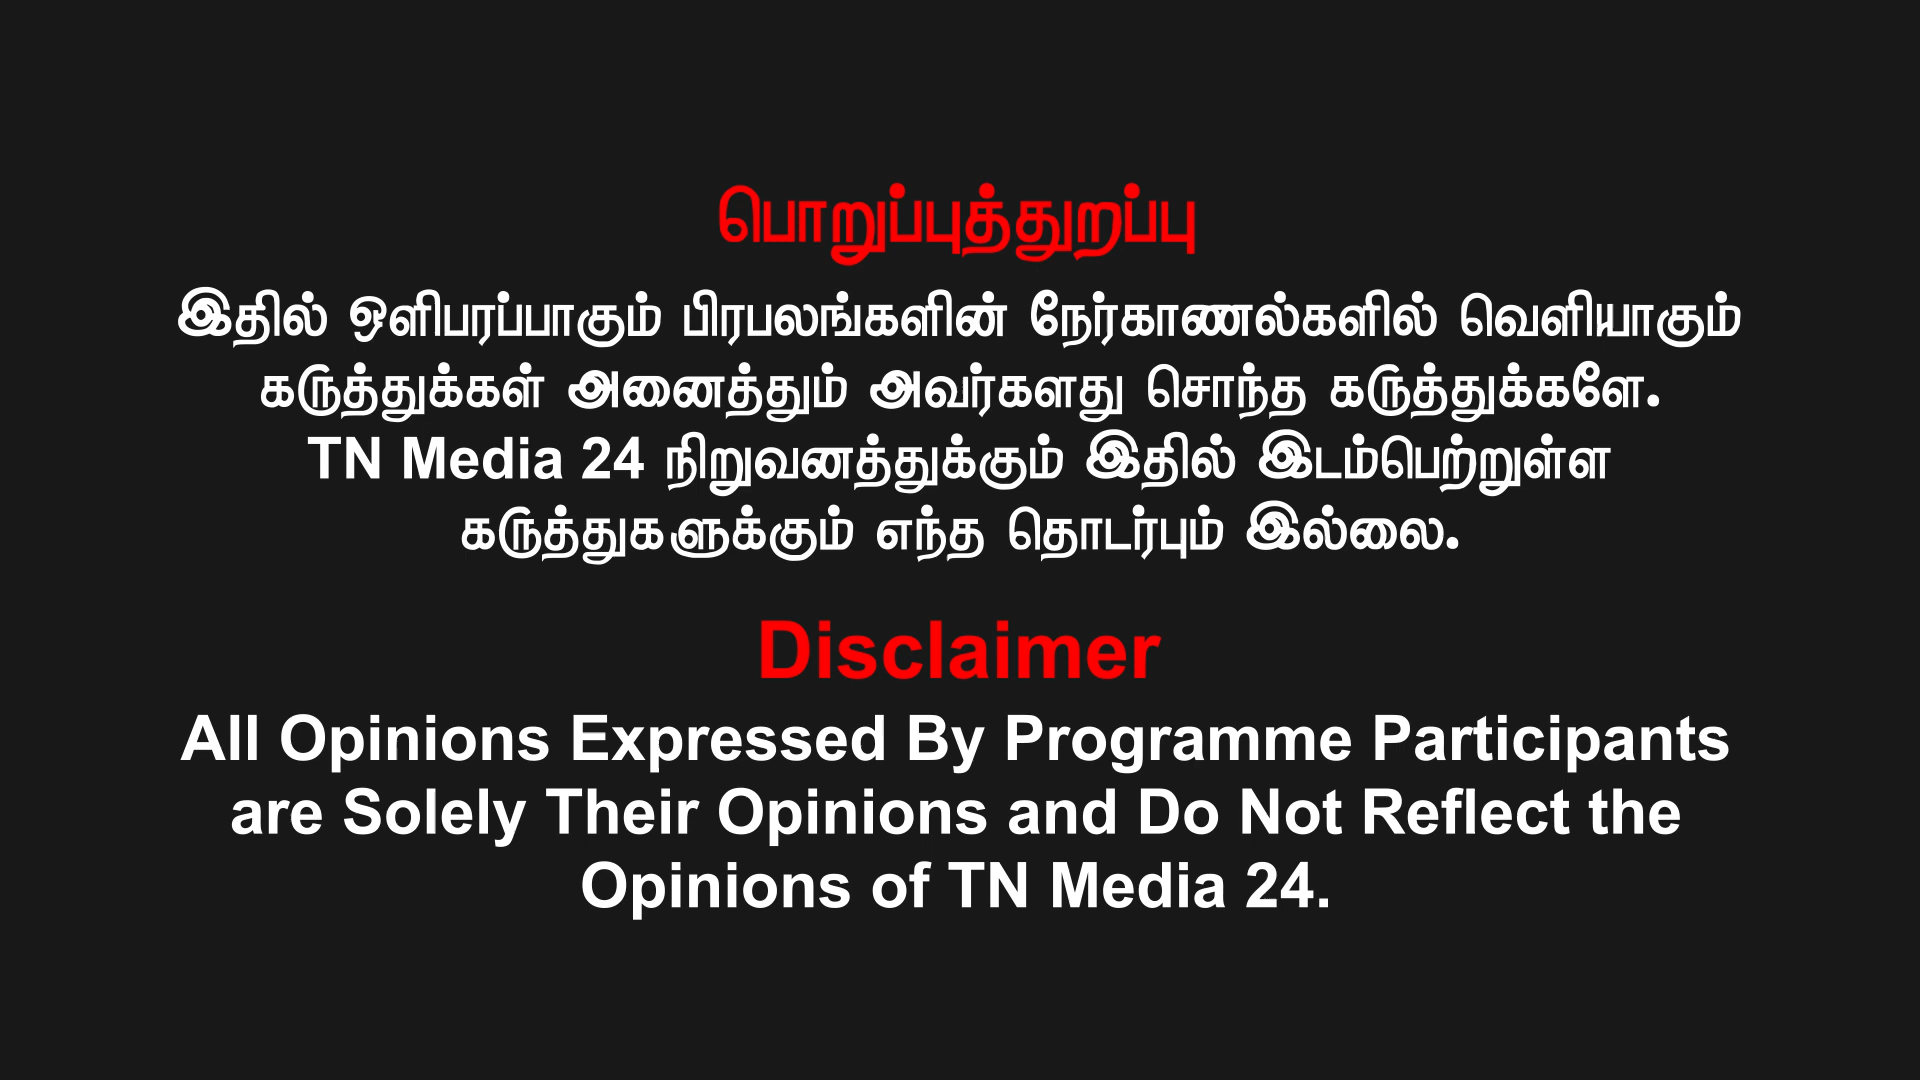 பொறுப்புத்துறப்பு
இதில் ஒளிபரப்பாகும் பிரபலங்களின் நேர்காணல்களில் வெளியாகும்
கருத்துக்கள் அனைத்தும் அவர்களது சொந்த கருத்துக்களே.
TN Media 24 நிறுவனத்துக்கும் இதில் இடம்பெற்றுள்ள
கருத்துகளுக்கும் எந்த தொடர்பும் இல்லை.
Disclaimer
All Opinions Expressed By Programme Participants
are Solely Their Opinions and Do Not Reflect the
Opinions of TN Media 24.